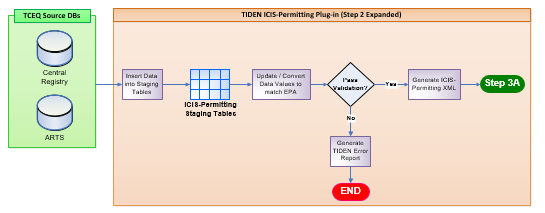 TCEQ Source DBs
TIDEN ICIS-Permitting Plug-in (Step 2 Expanded)
Central
Registry
ARTS
Insert Data
into Staging
Tables
ICIS-Permitting
Staging Tables
Update / Convert
Data Values to
match EPA
Pass
Validation?
Yes
Generate ICIS-
Permitting XML
Step 3A
No
Generate
TIDEN Error
Report
END